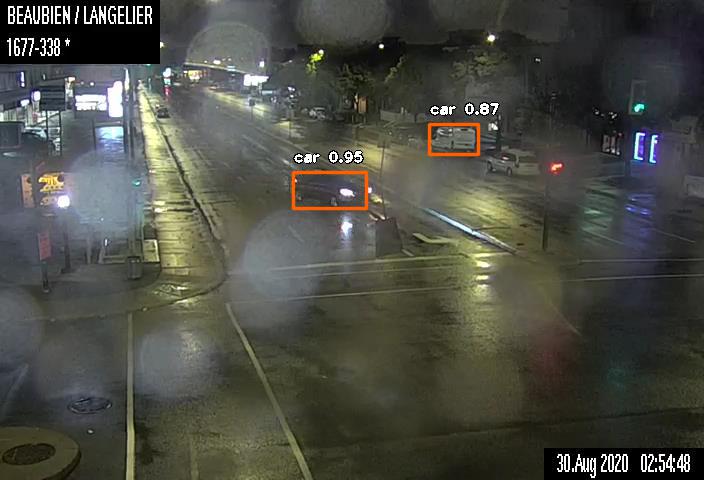 BEAUBIEN / LANGELIER
1677-338 *
car 0.87
car 0.95
30.Aug 2020 02:54:48